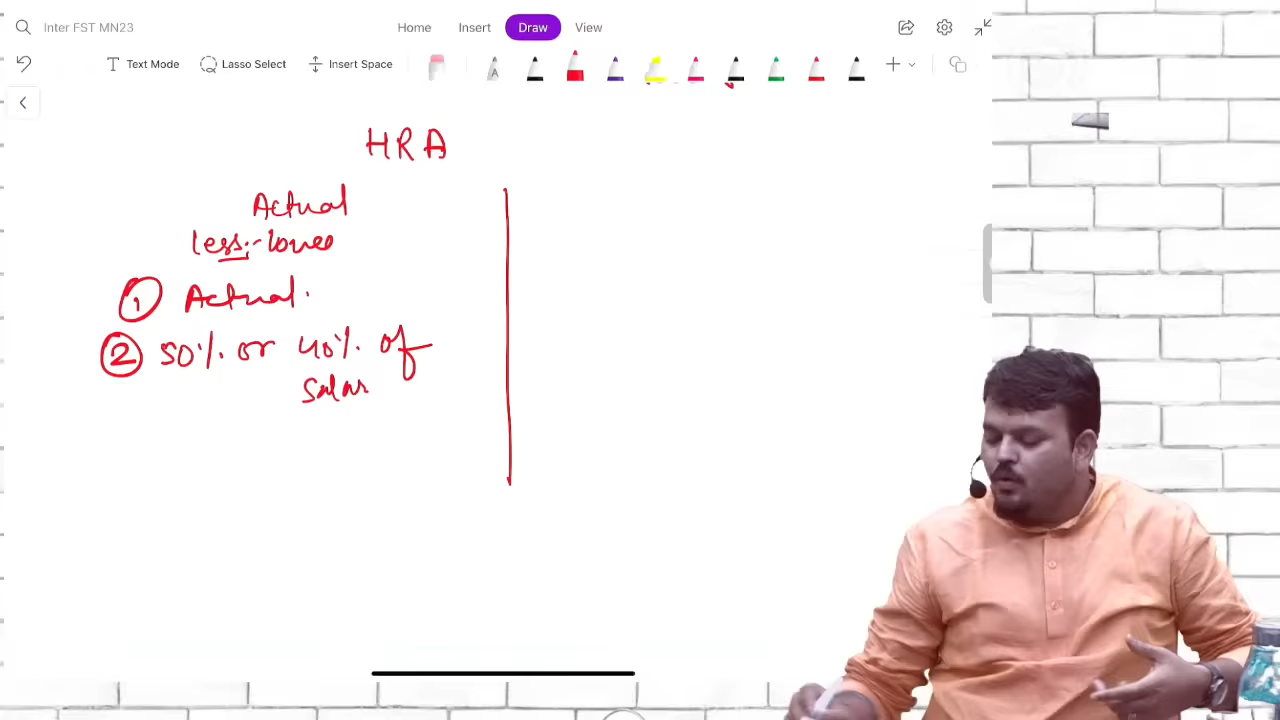 Inter FST MN23
Home Insert Draw View
Text Mode Lasso Select Insert Space
A
HRA
Actual
less:- lower
① Actual.
② 50% or 40% of
Salar